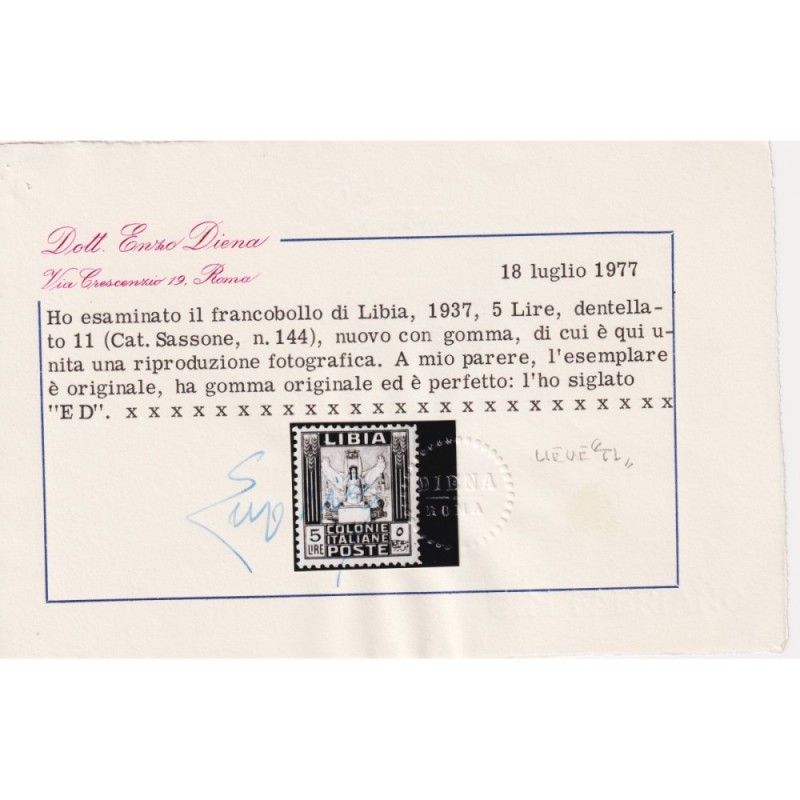 Dott. Enzo Diena
Via Crescenzio 19, Roma
18 luglio 1977
Ho esaminato il francobollo di Libia, 1937, 5 Lire, dentella-
to 11 (Cat. Sassone, n. 144), nuovo con gomma, di cui è qui u-
nita una riproduzione fotografica. A mio parere, l'esemplare
è originale, ha gomma originale ed è perfetto: l'ho siglato
"E D". x x x x x x x x x x x x x x x x x x x x x x x x x x
LIBIA
COLONIE
ITALIANE
POSTE
5
LIRE
DIENA
ROMA